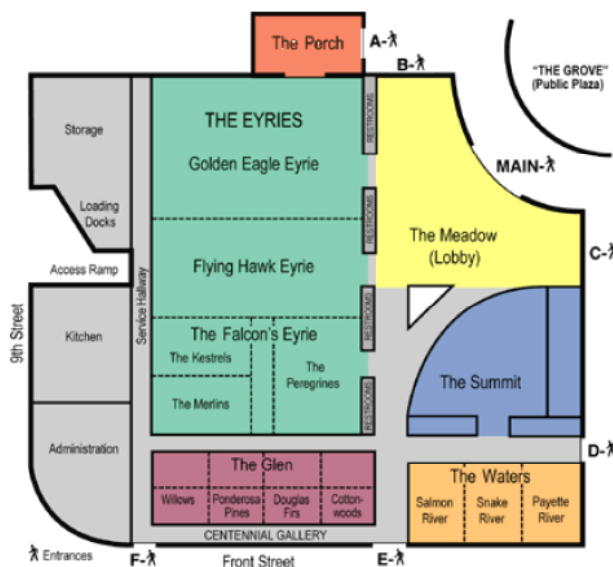 The Porch
A-
B-
"THE GROVE"
(Public Plaza)
Storage
THE EYRIES
RESTROOMS
Golden Eagle Eyrie
MAIN-
Loading
Docks
RESTROOMS
The Meadow
(Lobby)
C-
Access Ramp
Flying Hawk Eyrie
Service Hallway
9th Street
Kitchen
The Falcon's Eyrie
RESTROOMS
The Kestrels
The
Peregrines
The Summit
The Merlins
RESTROOMS
Administration
D-
The Glen
The Waters
Willows
Ponderosa
Pines
Douglas
Firs
Cotton-
woods
Salmon
River
Snake
River
Payette
River
CENTENNIAL GALLERY
Entrances
F-
Front Street
E-